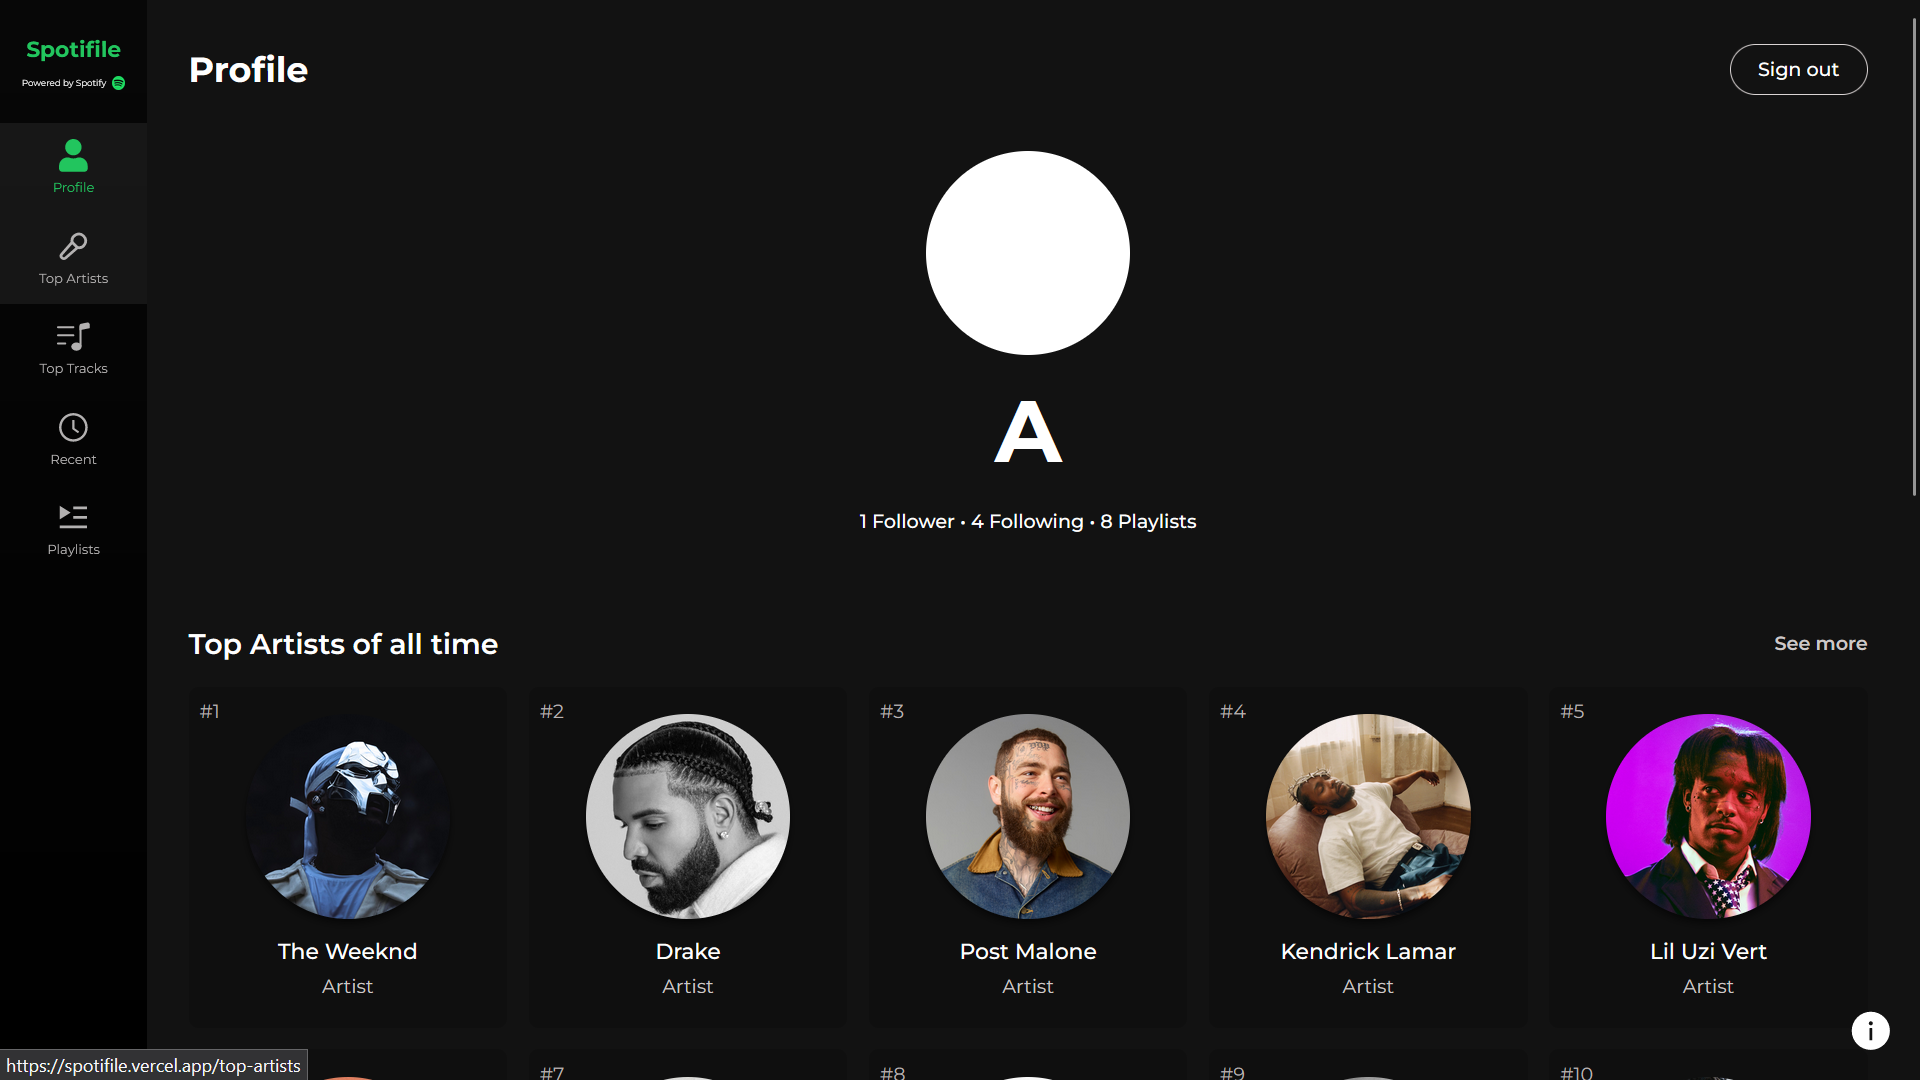 Spotifile
Powered by Spotify
Profile
Top Artists
Top Tracks
Recent
Playlists
Profile
Sign out
A
1 Follower • 4 Following • 8 Playlists
Top Artists of all time
See more
#1
The Weeknd
Artist
#2
Drake
Artist
#3
Post Malone
Artist
#4
Kendrick Lamar
Artist
#5
Lil Uzi Vert
Artist
#7
#8
#9
#10
https://spotifile.vercel.app/top-artists